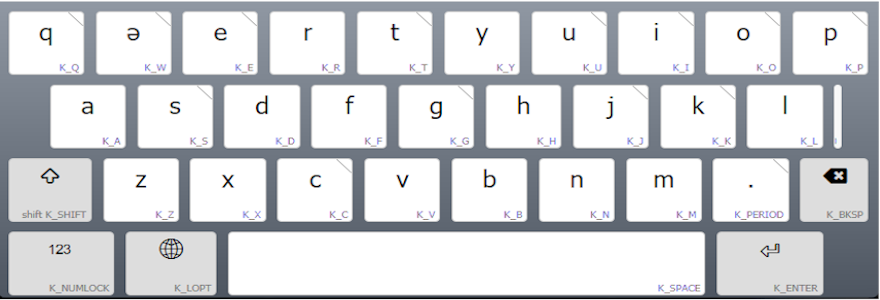 q ə e r t y u i o p
K_Q K_W K_E K_R K_T K_Y K_U K_I K_O K_P
a s d f g h j k l
K_A K_S K_D K_F K_G K_H K_J K_K K_L
z x c v b n m .
shift K_SHIFT K_Z K_X K_C K_V K_B K_N K_M K_PERIOD K_BKSP
123
K_NUMLOCK K_LOPT K_SPACE K_ENTER